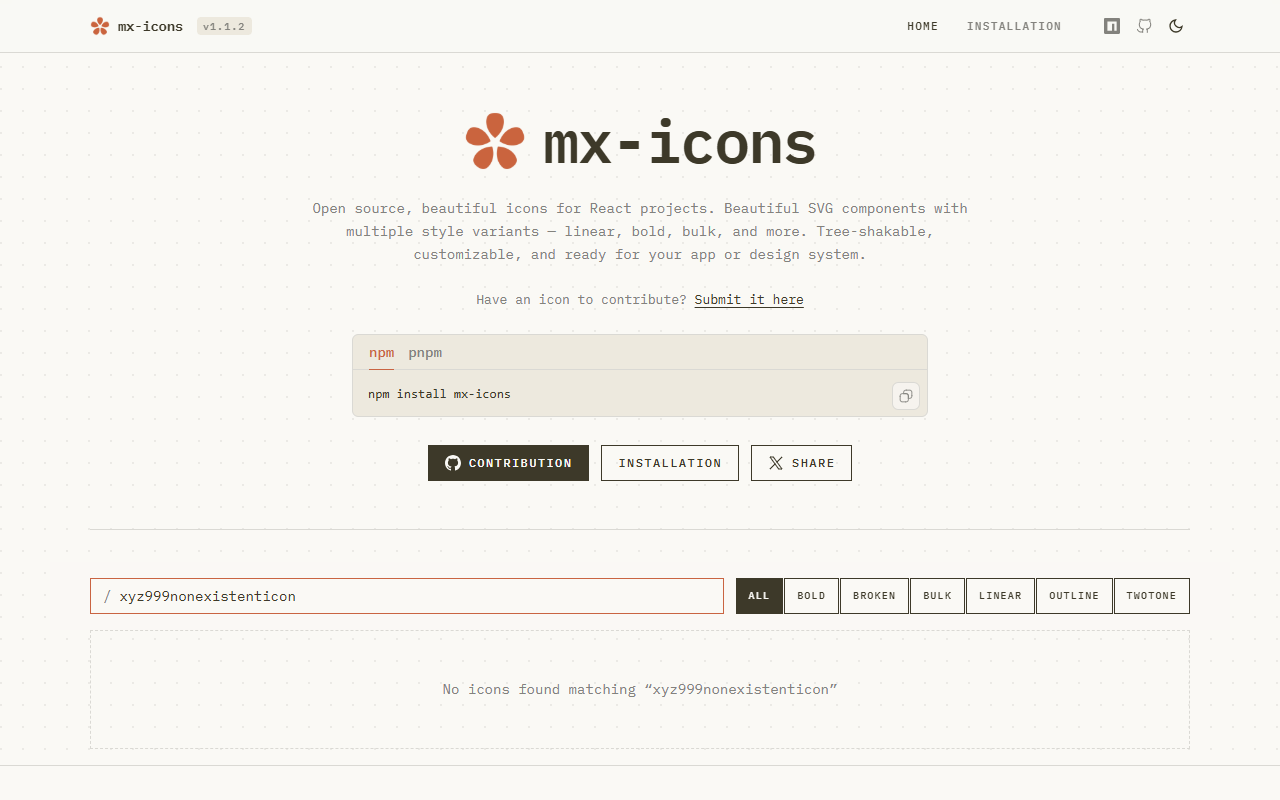 mx-icons v1.1.2 HOME INSTALLATION
mx-icons
Open source, beautiful icons for React projects. Beautiful SVG components with
multiple style variants — linear, bold, bulk, and more. Tree-shakable,
customizable, and ready for your app or design system.
Have an icon to contribute? Submit it here
npm pnpm
npm install mx-icons
CONTRIBUTION INSTALLATION SHARE
/ xyz999nonexistenticon ALL BOLD BROKEN BULK LINEAR OUTLINE TWOTONE
No icons found matching “xyz999nonexistenticon”